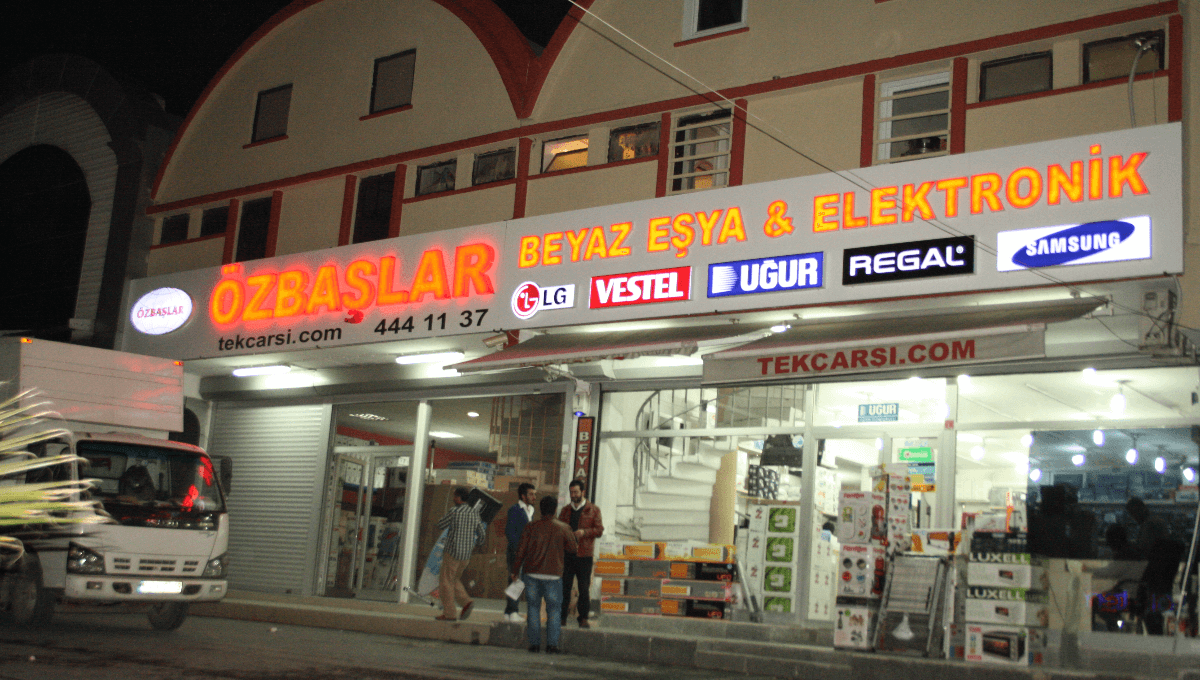 ÖZBAŞLAR
ÖZBAŞLAR
tekcarsi.com 444 11 37
BEYAZ EŞYA & ELEKTRONİK
LG VESTEL UĞUR REGAL SAMSUNG
TEKCARSI.COM
UĞUR
BEYA
LUXELL
LUXELL